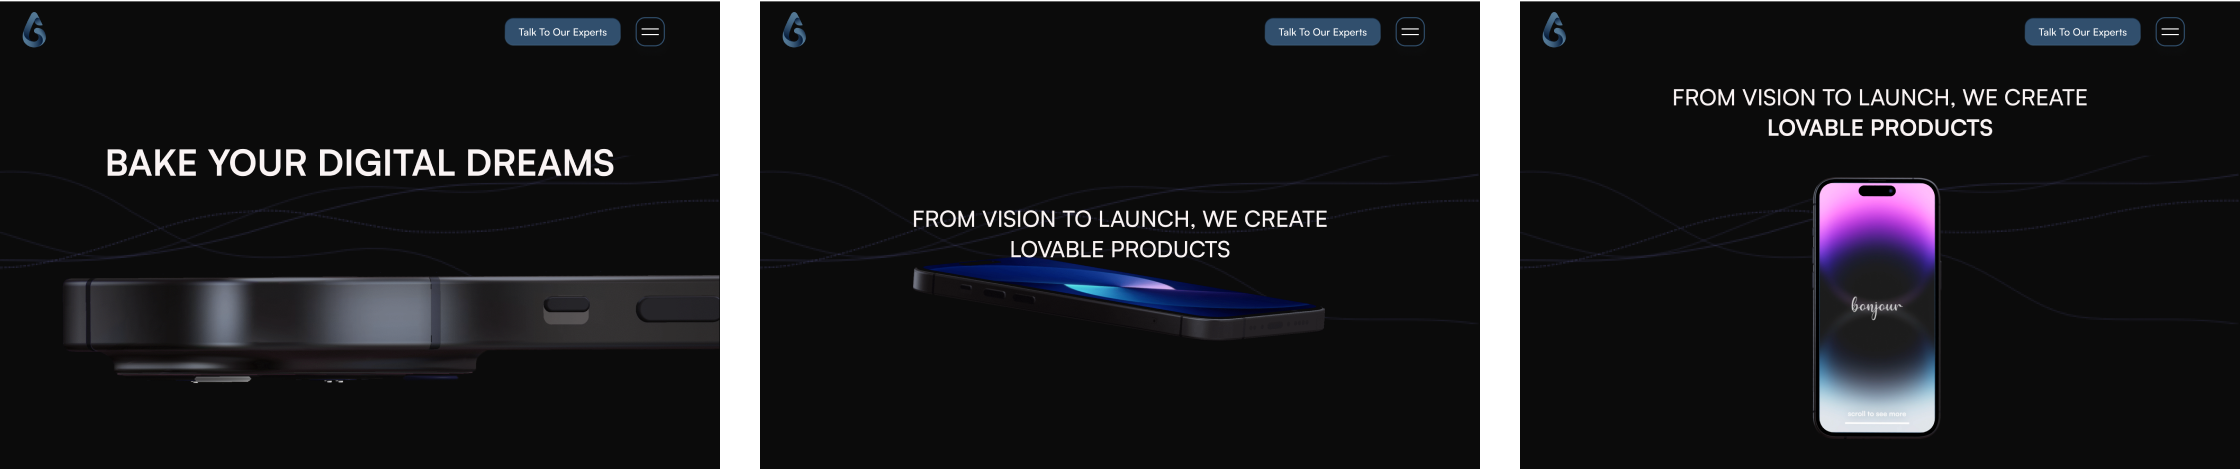 Talk To Our Experts
BAKE YOUR DIGITAL DREAMS
Talk To Our Experts
FROM VISION TO LAUNCH, WE CREATE
LOVABLE PRODUCTS
Talk To Our Experts
FROM VISION TO LAUNCH, WE CREATE
LOVABLE PRODUCTS
bonjour
scroll to see more